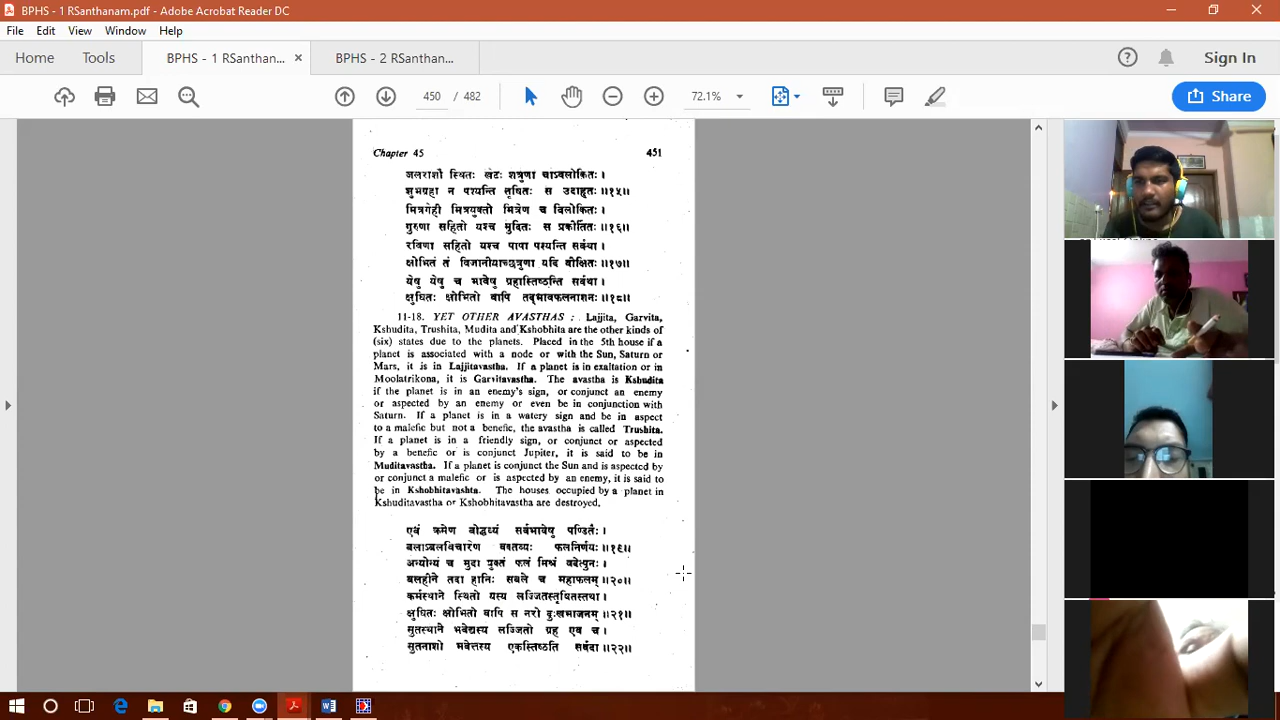 BPHS - 1 RSanthanam.pdf - Adobe Acrobat Reader DC
File Edit View Window Help
Home Tools BPHS - 1 RSanthan... × BPHS - 2 RSanthan... Sign In
450 / 482 72.1% Share
Chapter 45 451
जलराशौ स्थितः खेटः शत्रुणा चाऽवलोकितः ।
शुभग्रहा न पश्यन्ति तृषितः स उदाहृतः ॥१५॥
मित्रगेही मित्रयुक्तो मित्रेण च विलोकितः ।
गुरुणा सहितो यश्च मुदितः स प्रकीर्तितः ॥१६॥
रविणा सहितो यश्च पापा पश्यन्ति सर्वथा ।
क्षोभितं तं विजानीयाच्छत्रुणा यदि वीक्षितः ॥१७॥
येषु येषु च भावेषु ग्रहास्तिष्ठन्ति सर्वथा ।
क्षुधितः क्षोभितो वापि तद्भावफलनाशनः ॥१८॥
11-18. YET OTHER AVASTHAS : Lajjita, Garvita,
Kshudita, Trushita, Mudita and Kshobhita are the other kinds of
(six) states due to the planets. Placed in the 5th house if a
planet is associated with a node or with the Sun, Saturn or
Mars, it is in Lajjitavastha. If a planet is in exaltation or in
Moolatrikona, it is Garvitavastha. The avastha is Kshudita
if the planet is in an enemy's sign, or conjunct an enemy
or aspected by an enemy or even be in conjunction with
Saturn. If a planet is in a watery sign and be in aspect
to a malefic but not a benefic, the avastha is called Trushita.
If a planet is in a friendly sign, or conjunct or aspected
by a benefic or is conjunct Jupiter, it is said to be in
Muditavastha. If a planet is conjunct the Sun and is aspected by
or conjunct a malefic or is aspected by an enemy, it is said to
be in Kshobhitavashta. The houses occupied by a planet in
Kshuditavastha or Kshobhitavastha are destroyed.
एवं क्रमेण बोद्धव्यं सर्वभावेषु पण्डितैः ।
बलाऽबलविचारेण वक्तव्यः फलनिर्णयः ॥१९॥
अन्योन्यं च मुदा युक्तं फलं मिश्रं वदेत्पुनः ।
बलहीने तदा हानिः सबले च महाफलम् ॥२०॥
कर्मस्थाने स्थितो यस्य लज्जितस्तृषितस्तथा ।
क्षुधितः क्षोभितो वापि स नरो दुःखभाजनम् ॥२१॥
सुतस्थाने भवेद्यस्य लज्जितो ग्रह एव च ।
सुतनाशो भवेत्तस्य एकस्तिष्ठति सर्वदा ॥२२॥